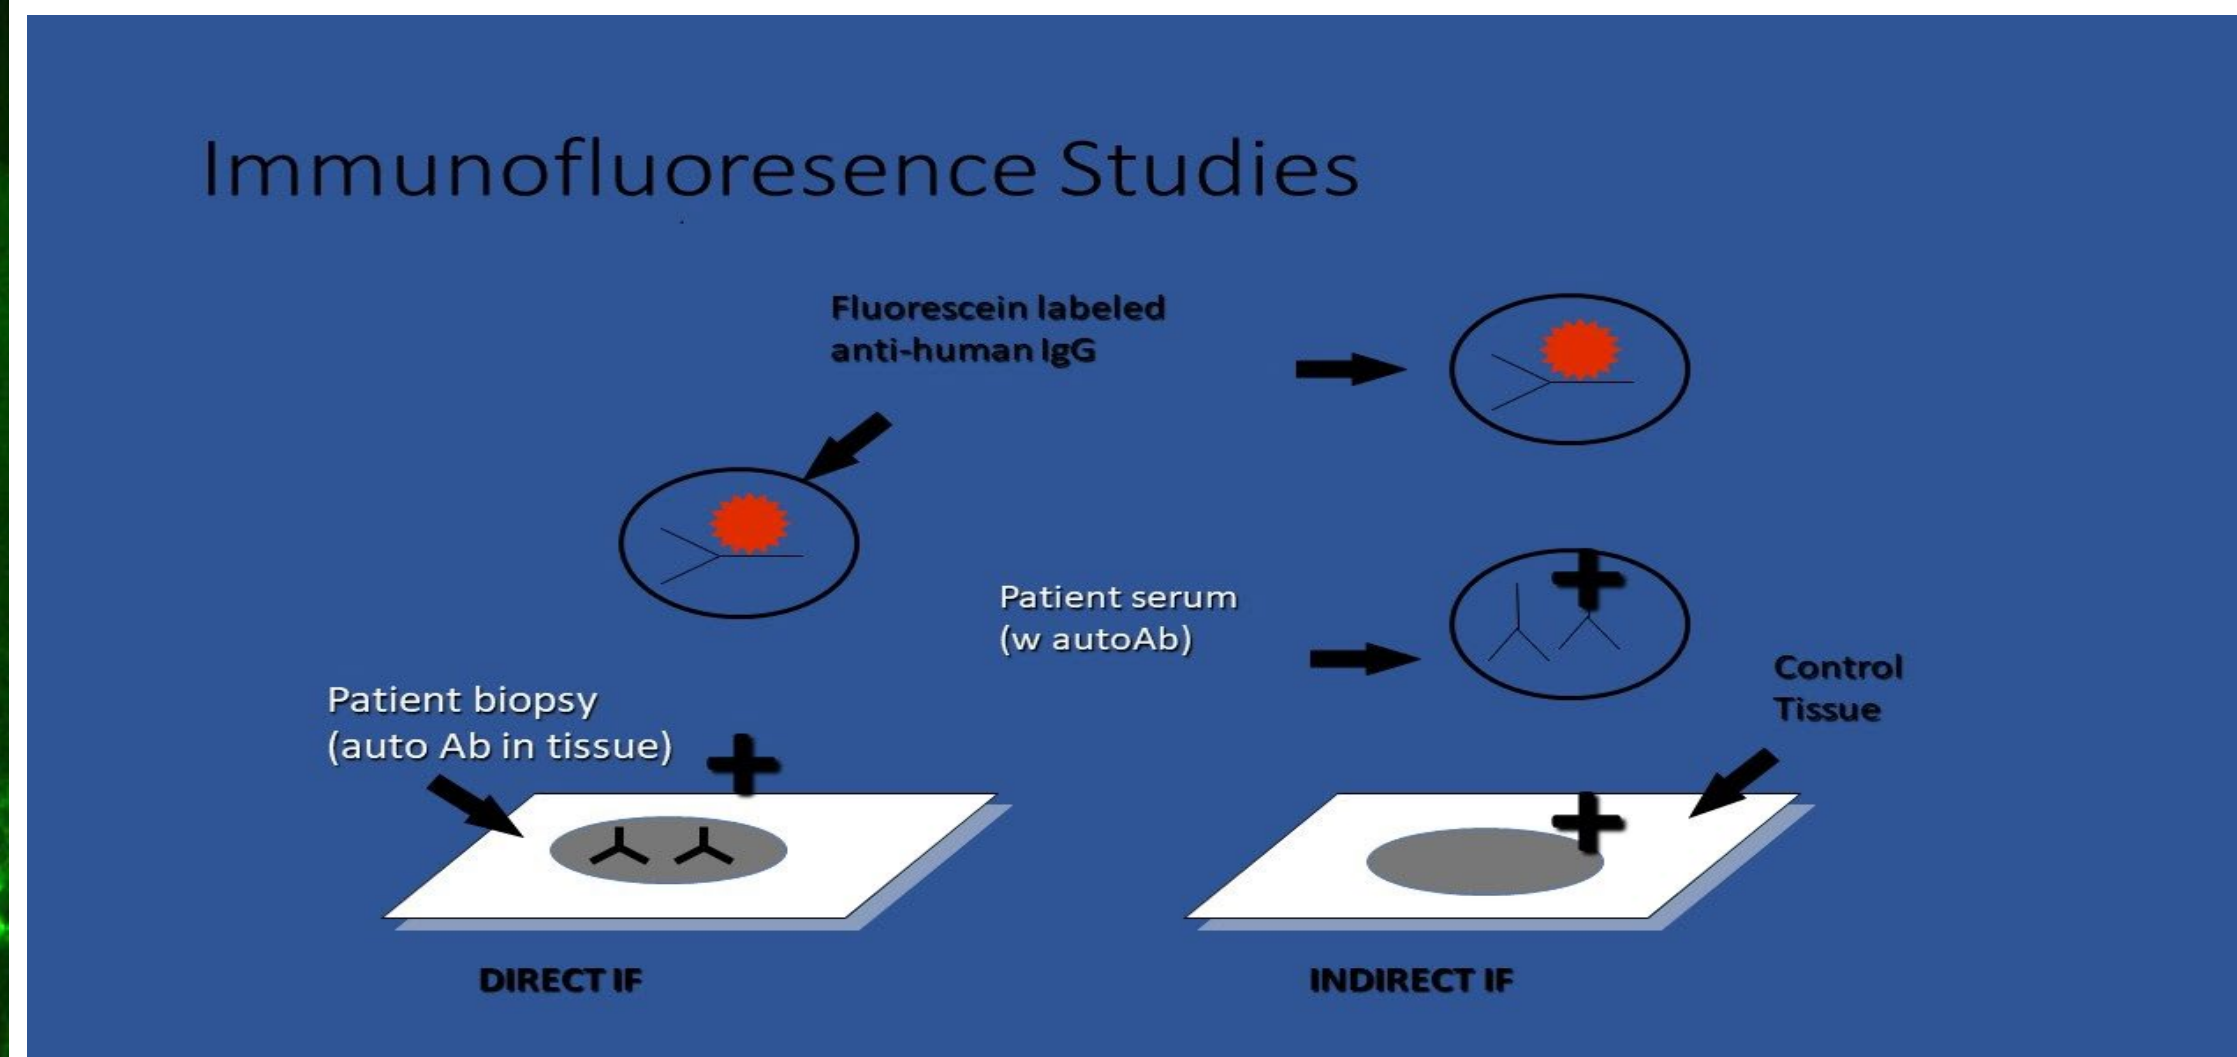 Immunofluoresence Studies
Fluorescein labeled
anti-human IgG
Patient serum
(w autoAb)
Control
Tissue
Patient biopsy
(auto Ab in tissue)
DIRECT IF
INDIRECT IF